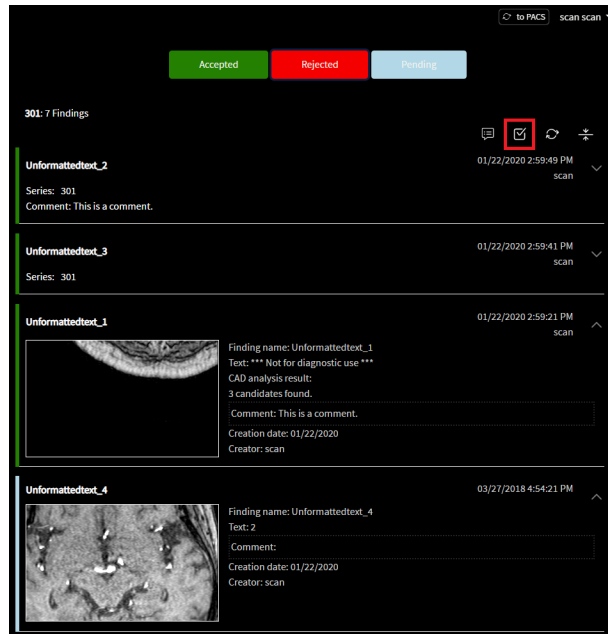 to PACS scan scan
Accepted Rejected Pending
301: 7 Findings
Unformattedtext_2 01/22/2020 2:59:49 PM
scan
Series: 301
Comment: This is a comment.
Unformattedtext_3 01/22/2020 2:59:41 PM
scan
Series: 301
Unformattedtext_1 01/22/2020 2:59:21 PM
scan
Finding name: Unformattedtext_1
Text: *** Not for diagnostic use ***
CAD analysis result:
3 candidates found.
Comment: This is a comment.
Creation date: 01/22/2020
Creator: scan
Unformattedtext_4 03/27/2018 4:54:21 PM
Finding name: Unformattedtext_4
Text: 2
Comment:
Creation date: 01/22/2020
Creator: scan